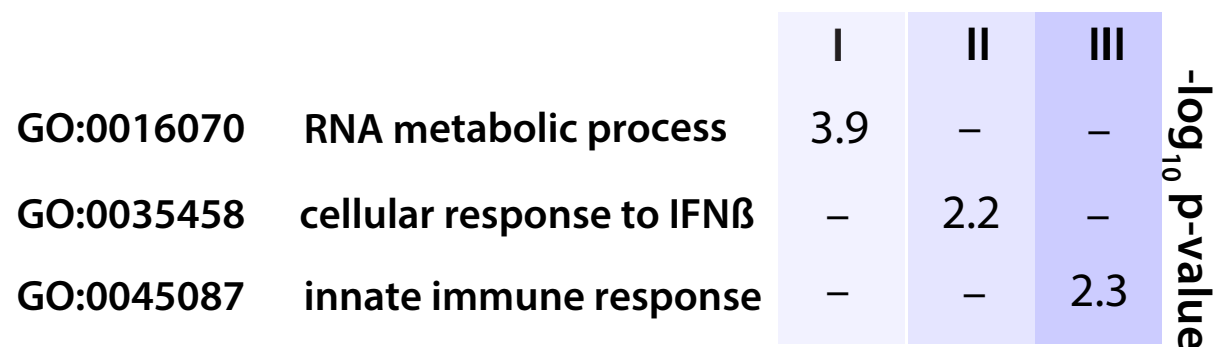 I II III
GO:0016070 RNA metabolic process 3.9 – –
GO:0035458 cellular response to IFNß – 2.2 –
GO:0045087 innate immune response – – 2.3
-log10 p-value